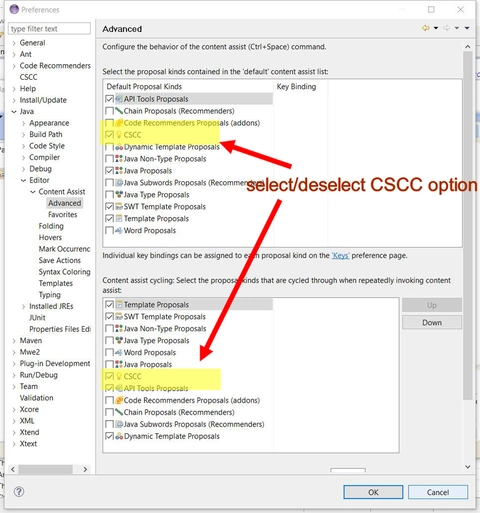 Preferences
type filter text
Advanced
General
Ant
Code Recommenders
CSCC
Help
Install/Update
Java
Appearance
Build Path
Code Style
Compiler
Debug
Editor
Content Assist
Advanced
Favorites
Folding
Hovers
Mark Occurrenc
Save Actions
Syntax Coloring
Templates
Typing
Installed JREs
JUnit
Properties Files Edi
Maven
Mwe2
Plug-in Development
Run/Debug
Team
Validation
Xcore
XML
Xtend
Xtext
Configure the behavior of the content assist (Ctrl+Space) command.
Select the proposal kinds contained in the 'default' content assist list:
Default Proposal Kinds Key Binding
API Tools Proposals
Chain Proposals (Recommenders)
Code Recommenders Proposals (addons)
CSCC
Dynamic Template Proposals
Java Non-Type Proposals
Java Proposals
Java Subwords Proposals (Recommenders)
Java Type Proposals
SWT Template Proposals
Template Proposals
Word Proposals
select/deselect CSCC option
Individual key bindings can be assigned to each proposal kind on the 'Keys' preference page.
Content assist cycling: Select the proposal kinds that are cycled through when repeatedly invoking content
assist:
Template Proposals
SWT Template Proposals
Java Non-Type Proposals
Java Type Proposals
Word Proposals
Java Proposals
CSCC
API Tools Proposals
Code Recommenders Proposals (addons)
Chain Proposals (Recommenders)
Java Subwords Proposals (Recommenders)
Dynamic Template Proposals
Up
Down
OK
Cancel